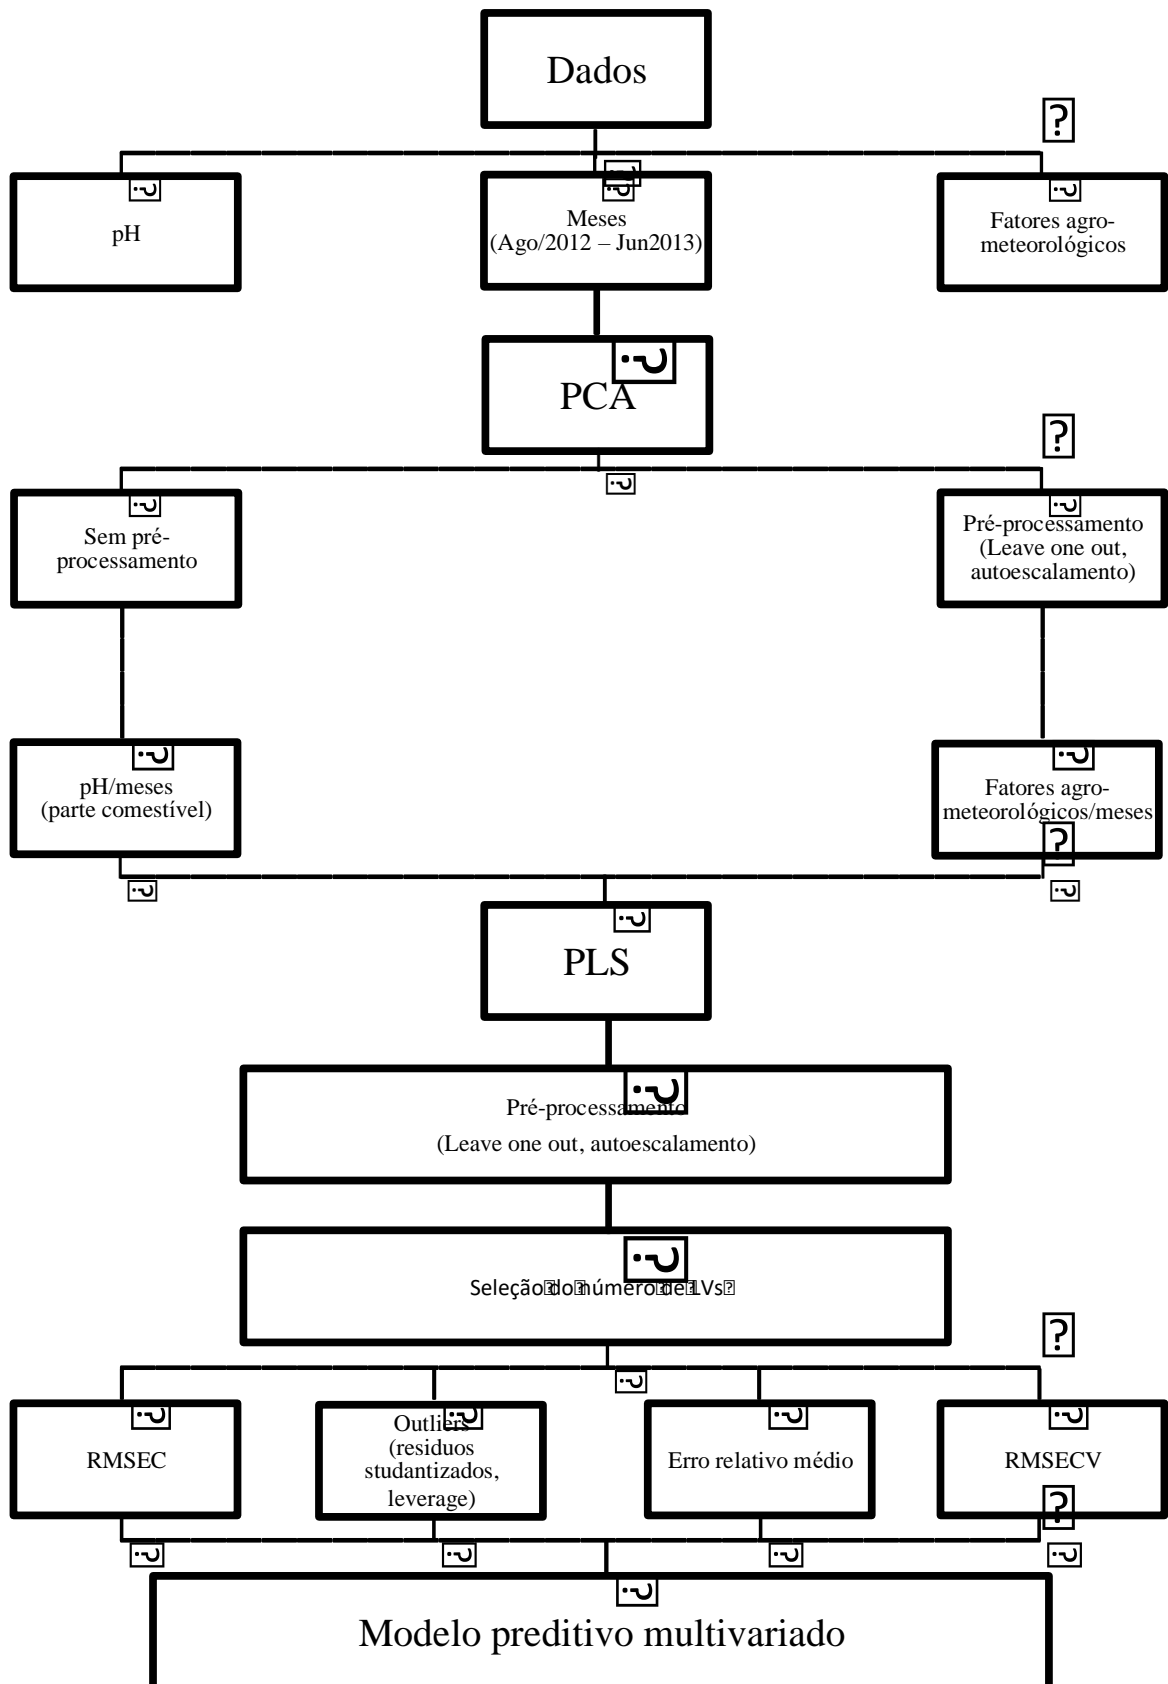 Dados
pH
Meses
(Ago/2012 – Jun2013)
Fatores agro-
meteorológicos
PCA
Sem pré-
processamento
Pré-processamento
(Leave one out,
autoescalamento)
pH/meses
(parte comestível)
Fatores agro-
meteorológicos/meses
PLS
Pré-processamento
(Leave one out, autoescalamento)
Seleção do número de LVs
RMSEC
Outliers
(residuos
studantizados,
leverage)
Erro relativo médio
RMSECV
Modelo preditivo multivariado